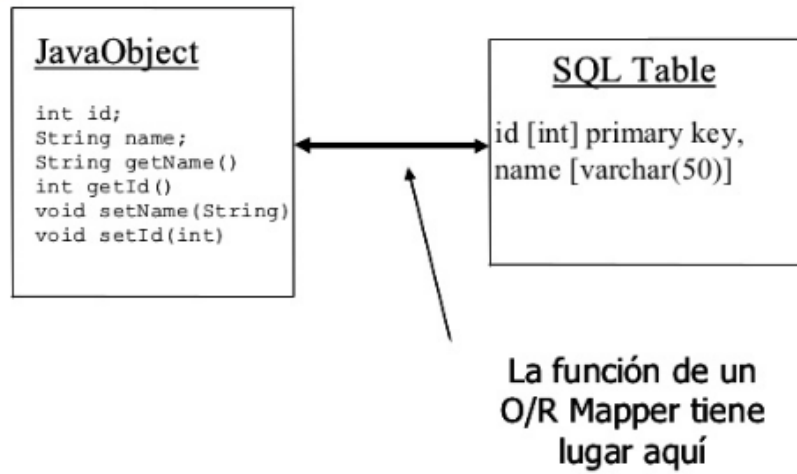 JavaObject
int id;
String name;
String getName()
int getId()
void setName(String)
void setId(int)
SQL Table
id [int] primary key,
name [varchar(50)]
La función de un
O/R Mapper tiene
lugar aquí